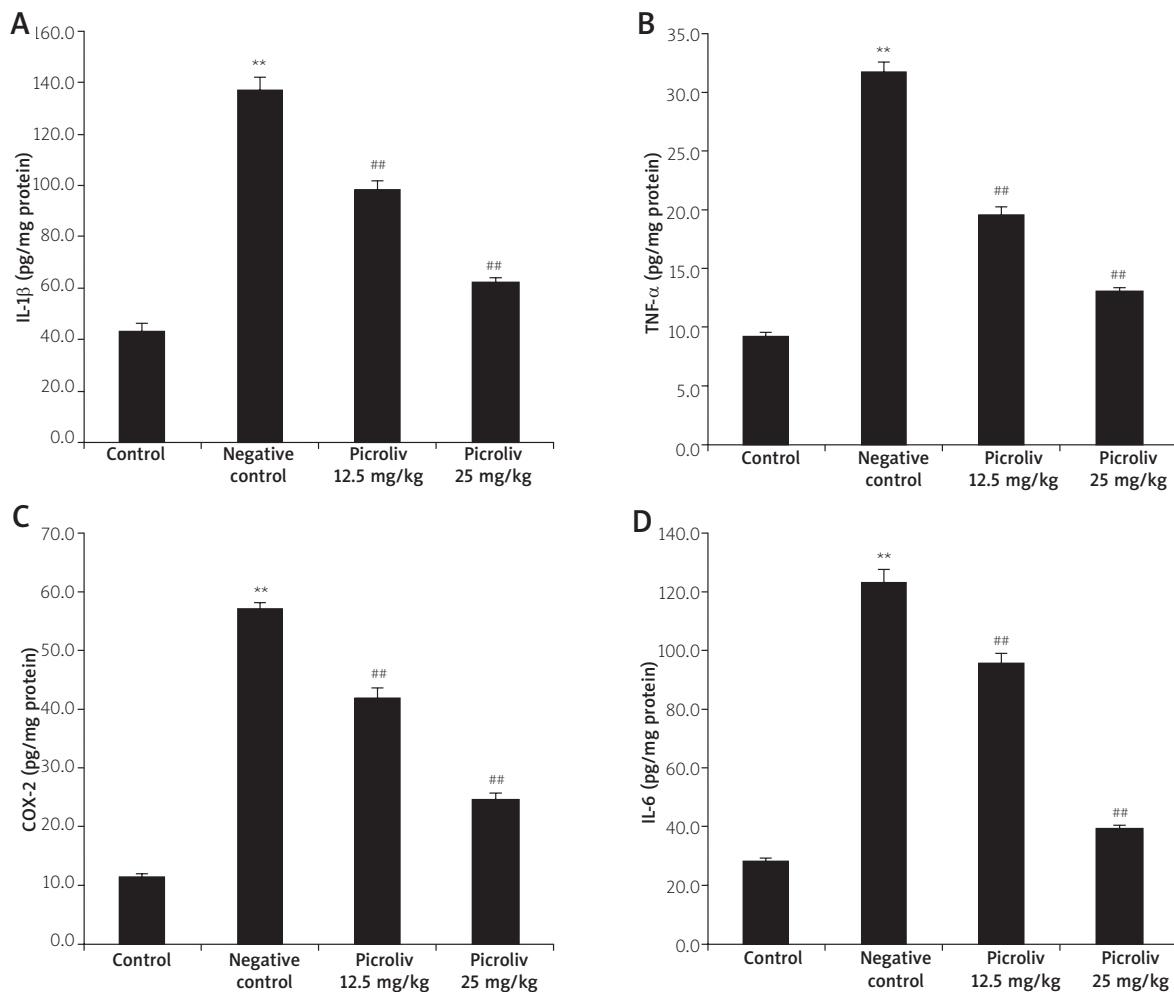 A
160.0
140.0
120.0
100.0
80.0
60.0
40.0
20.0
0.0
IL-1β (pg/mg protein)
**
##
##
Control
Negative
control
Picroliv
12.5 mg/kg
Picroliv
25 mg/kg
B
35.0
30.0
25.0
20.0
15.0
10.0
5.0
0.0
TNF-α (pg/mg protein)
**
##
##
Control
Negative
control
Picroliv
12.5 mg/kg
Picroliv
25 mg/kg
C
70.0
60.0
50.0
40.0
30.0
20.0
10.0
0.0
COX-2 (pg/mg protein)
**
##
##
Control
Negative
control
Picroliv
12.5 mg/kg
Picroliv
25 mg/kg
D
140.0
120.0
100.0
80.0
60.0
40.0
20.0
0.0
IL-6 (pg/mg protein)
**
##
##
Control
Negative
control
Picroliv
12.5 mg/kg
Picroliv
25 mg/kg